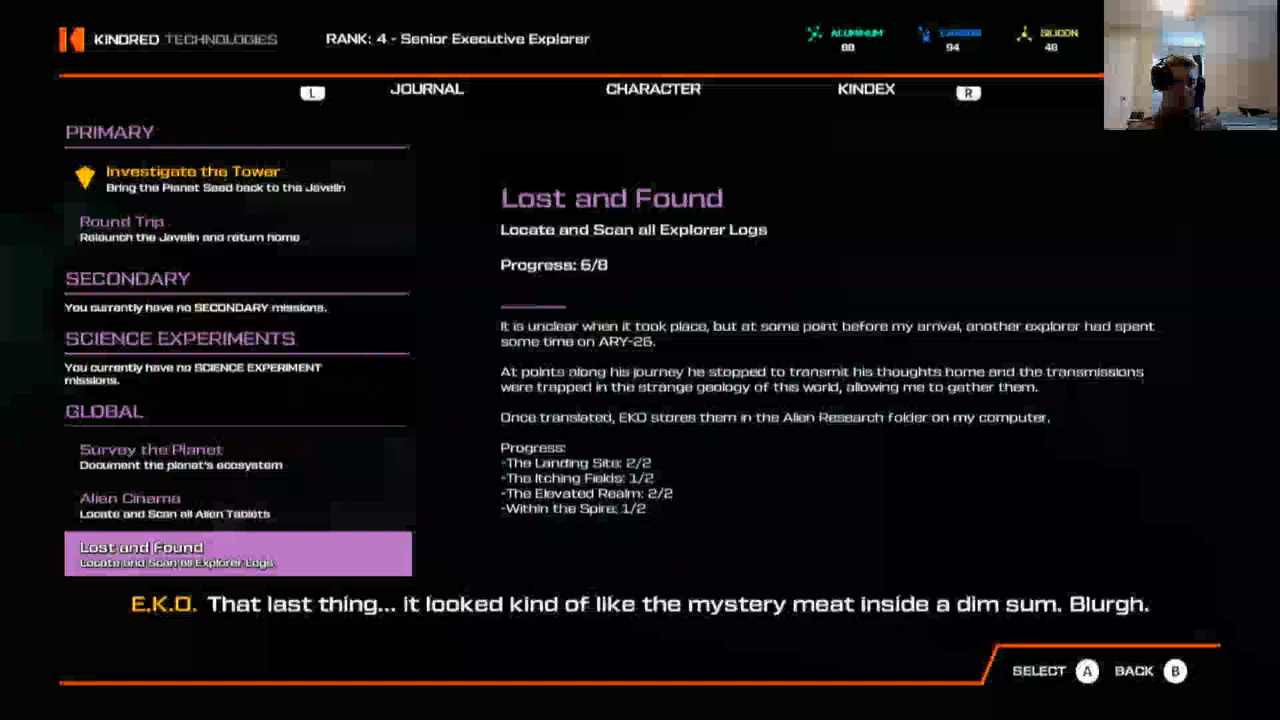 KINDRED TECHNOLOGIES
RANK: 4 - Senior Executive Explorer
ALUMINUM
CARBON
94
SILICON
L
JOURNAL
CHARACTER
KINDEX
R
PRIMARY
Investigate the Tower
Bring the Planet Seed back to the Javelin
Round Trip
Relaunch the Javelin and return home
SECONDARY
You currently have no SECONDARY missions.
SCIENCE EXPERIMENTS
You currently have no SCIENCE EXPERIMENT
missions.
GLOBAL
Survey the Planet
Document the planet's ecosystem
Alien Cinema
Locate and Scan all Alien Tablets
Lost and Found
Locate and Scan all Explorer Logs
Lost and Found
Locate and Scan all Explorer Logs
Progress: 6/8
It is unclear when it took place, but at some point before my arrival, another explorer had spent
some time on ARY-26.
At points along his journey he stopped to transmit his thoughts home and the transmissions
were trapped in the strange geology of this world, allowing me to gather them.
Once translated, EKO stores them in the Alien Research folder on my computer.
Progress:
-The Landing Site: 2/2
-The Itching Fields: 1/2
-The Elevated Realm: 2/2
-Within the Spire: 1/2
E.K.O. That last thing... it looked kind of like the mystery meat inside a dim sum. Blurgh.
SELECT A BACK B